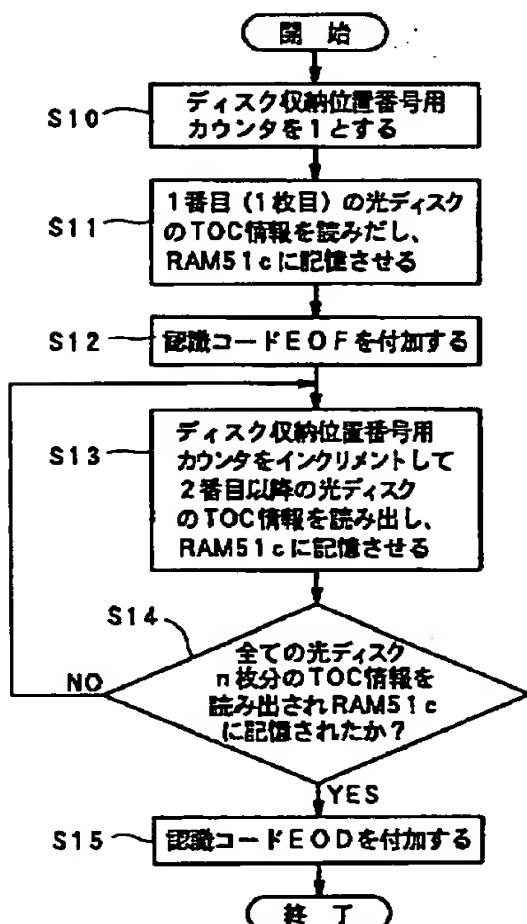 開 始
S10
ディスク収納位置番号用
カウンタを1とする
S11
1番目(1枚目)の光ディスク
のTOC情報を読みだし、
RAM51cに記憶させる
S12
認識コードEOFを付加する
S13
ディスク収納位置番号用
カウンタをインクリメントして
2番目以降の光ディスク
のTOC情報を読み出し、
RAM51cに記憶させる
S14
全ての光ディスク
n枚分のTOC情報を
読み出されRAM51c
に記憶されたか?
NO
YES
S15
認識コードEODを付加する
終 了